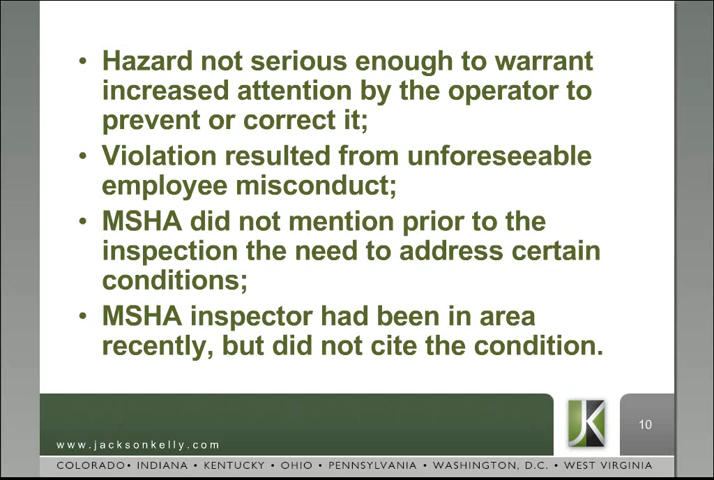 • Hazard not serious enough to warrant
increased attention by the operator to
prevent or correct it;
• Violation resulted from unforeseeable
employee misconduct;
• MSHA did not mention prior to the
inspection the need to address certain
conditions;
• MSHA inspector had been in area
recently, but did not cite the condition.
JK
10
www.jacksonkelly.com
COLORADO • INDIANA • KENTUCKY • OHIO • PENNSYLVANIA • WASHINGTON, D.C. • WEST VIRGINIA